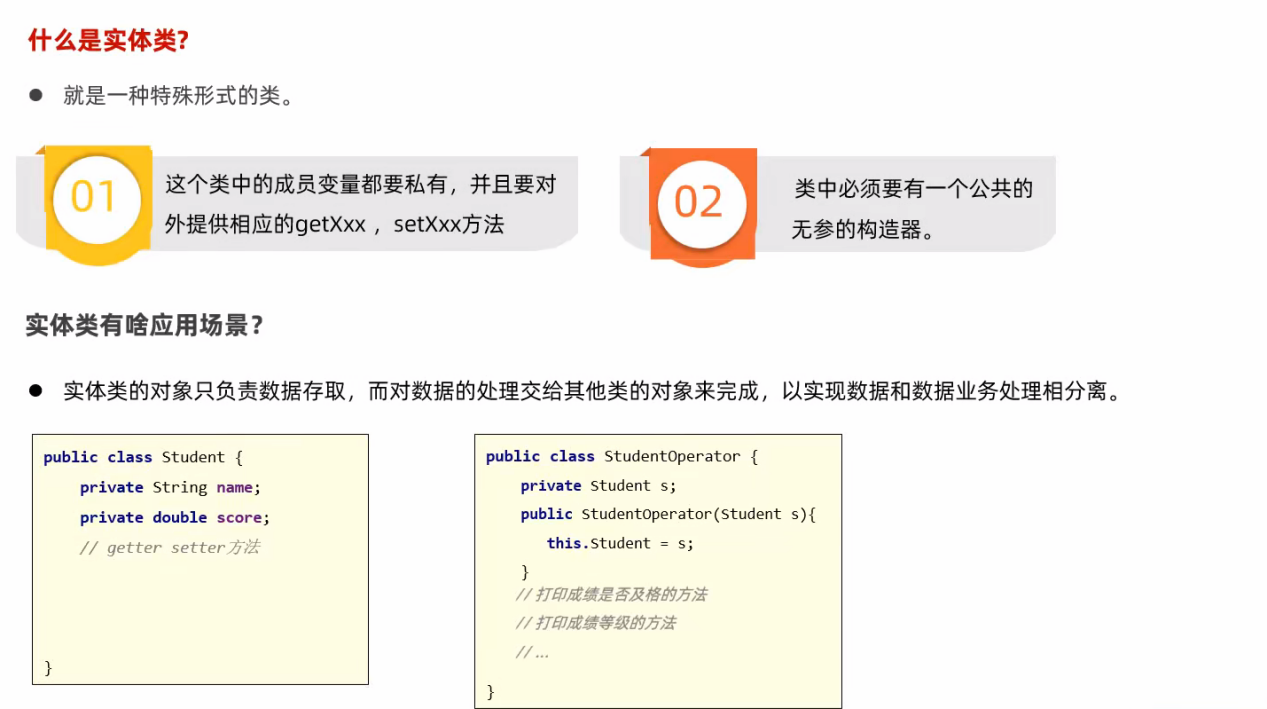 什么是实体类?
● 就是一种特殊形式的类。
01
这个类中的成员变量都要私有，并且要对
外提供相应的getXxx ，setXxx方法
02
类中必须要有一个公共的
无参的构造器。
实体类有啥应用场景？
● 实体类的对象只负责数据存取，而对数据的处理交给其他类的对象来完成，以实现数据和数据业务处理相分离。
public class Student {
private String name;
private double score;
// getter setter方法
}
public class StudentOperator {
private Student s;
public StudentOperator(Student s){
this.Student = s;
}
// 打印成绩是否及格的方法
// 打印成绩等级的方法
// ...
}